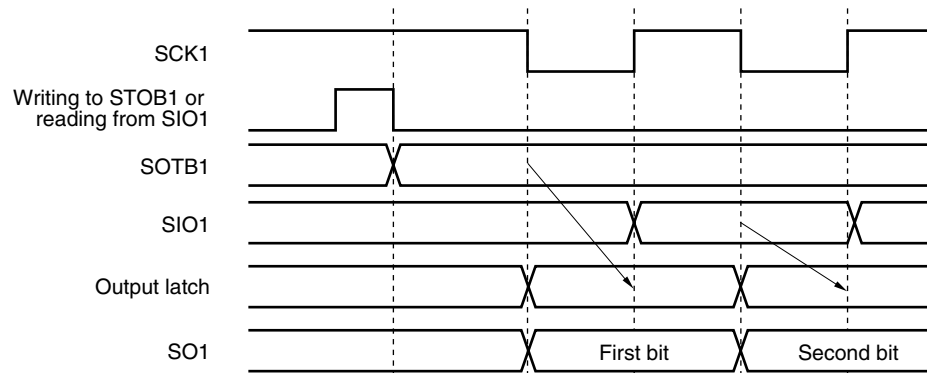 SCK1
Writing to STOB1 or
reading from SIO1
SOTB1
SIO1
Output latch
SO1
First bit
Second bit